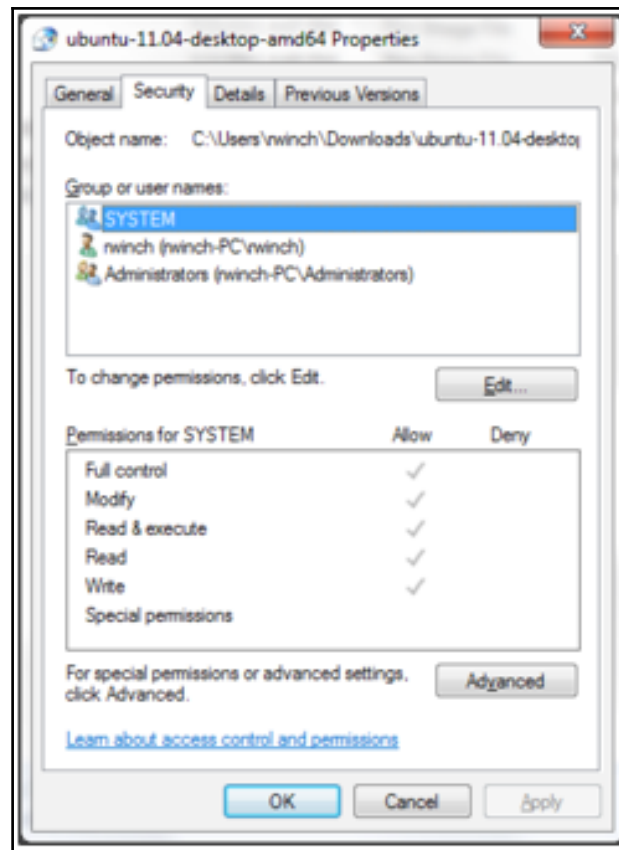 ubuntu-11.04-desktop-amd64 Properties
General Security Details Previous Versions
Object name: C:\Users\rwinch\Downloads\ubuntu-11.04-desktop
Group or user names:
SYSTEM
rwinch (rwinch-PC\rwinch)
Administrators (rwinch-PC\Administrators)
To change permissions, click Edit.
Edit...
Permissions for SYSTEM Allow Deny
Full control
Modify
Read & execute
Read
Write
Special permissions
For special permissions or advanced settings,
click Advanced.
Advanced
Learn about access control and permissions
OK Cancel Apply